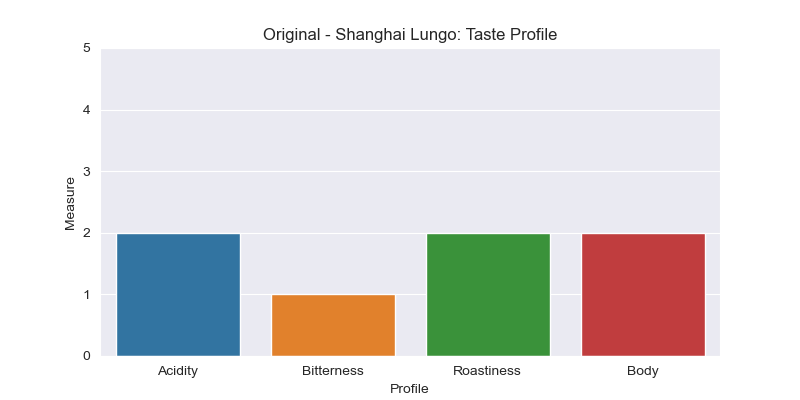 Original - Shanghai Lungo: Taste Profile
5
4
3
2
1
0
Measure
Acidity
Bitterness
Roastiness
Body
Profile